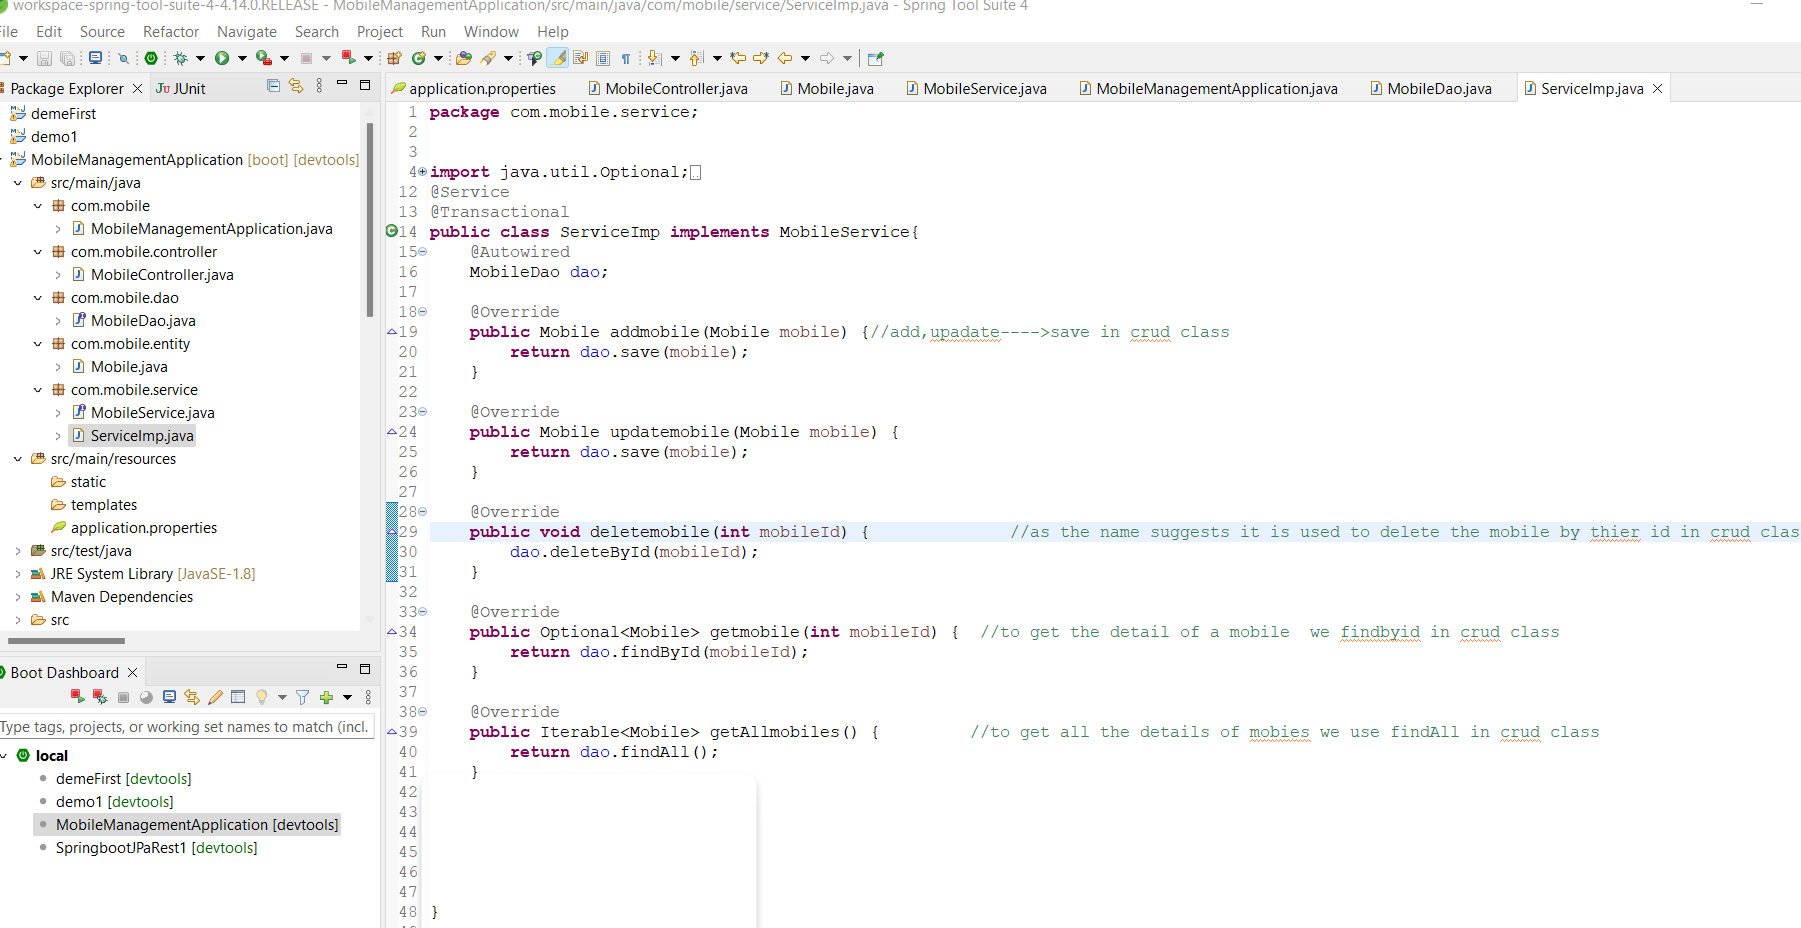 workspace-spring-tool-suite-4-4.14.0.RELEASE - MobileManagementApplication/src/main/java/com/mobile/service/ServiceImp.java - Spring Tool Suite 4
File Edit Source Refactor Navigate Search Project Run Window Help
Package Explorer JUnit
application.properties MobileController.java Mobile.java MobileService.java MobileManagementApplication.java MobileDao.java ServiceImp.java
demeFirst
demo1
MobileManagementApplication [boot] [devtools]
src/main/java
com.mobile
MobileManagementApplication.java
com.mobile.controller
MobileController.java
com.mobile.dao
MobileDao.java
com.mobile.entity
Mobile.java
com.mobile.service
MobileService.java
ServiceImp.java
src/main/resources
static
templates
application.properties
src/test/java
JRE System Library [JavaSE-1.8]
Maven Dependencies
src
Boot Dashboard
Type tags, projects, or working set names to match (incl.
local
demeFirst [devtools]
demo1 [devtools]
MobileManagementApplication [devtools]
SpringbootJPaRest1 [devtools]
1 package com.mobile.service;
2
3
4 import java.util.Optional;
12 @Service
13 @Transactional
14 public class ServiceImp implements MobileService{
15 @Autowired
16 MobileDao dao;
17
18 @Override
19 public Mobile addmobile(Mobile mobile) {//add,upadate---->save in crud class
20 return dao.save(mobile);
21 }
22
23 @Override
24 public Mobile updatemobile(Mobile mobile) {
25 return dao.save(mobile);
26 }
27
28 @Override
29 public void deletemobile(int mobileId) { //as the name suggests it is used to delete the mobile by thier id in crud clas
30 dao.deleteById(mobileId);
31 }
32
33 @Override
34 public Optional<Mobile> getmobile(int mobileId) { //to get the detail of a mobile we findbyid in crud class
35 return dao.findById(mobileId);
36 }
37
38 @Override
39 public Iterable<Mobile> getAllmobiles() { //to get all the details of mobies we use findAll in crud class
40 return dao.findAll();
41 }
42
43
44
45
46
47
48 }